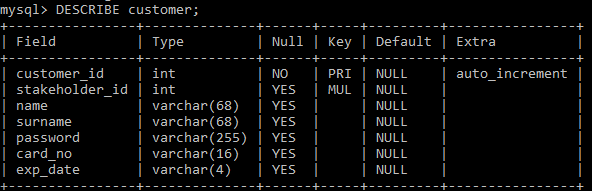 mysql> DESCRIBE customer;
+----------------+--------------+------+-----+---------+----------------+
| Field          | Type         | Null | Key | Default | Extra          |
+----------------+--------------+------+-----+---------+----------------+
| customer_id    | int          | NO   | PRI | NULL    | auto_increment |
| stakeholder_id | int          | YES  | MUL | NULL    |                |
| name           | varchar(68)  | YES  |     | NULL    |                |
| surname        | varchar(68)  | YES  |     | NULL    |                |
| password       | varchar(255) | YES  |     | NULL    |                |
| card_no        | varchar(16)  | YES  |     | NULL    |                |
| exp_date       | varchar(4)   | YES  |     | NULL    |                |
+----------------+--------------+------+-----+---------+----------------+